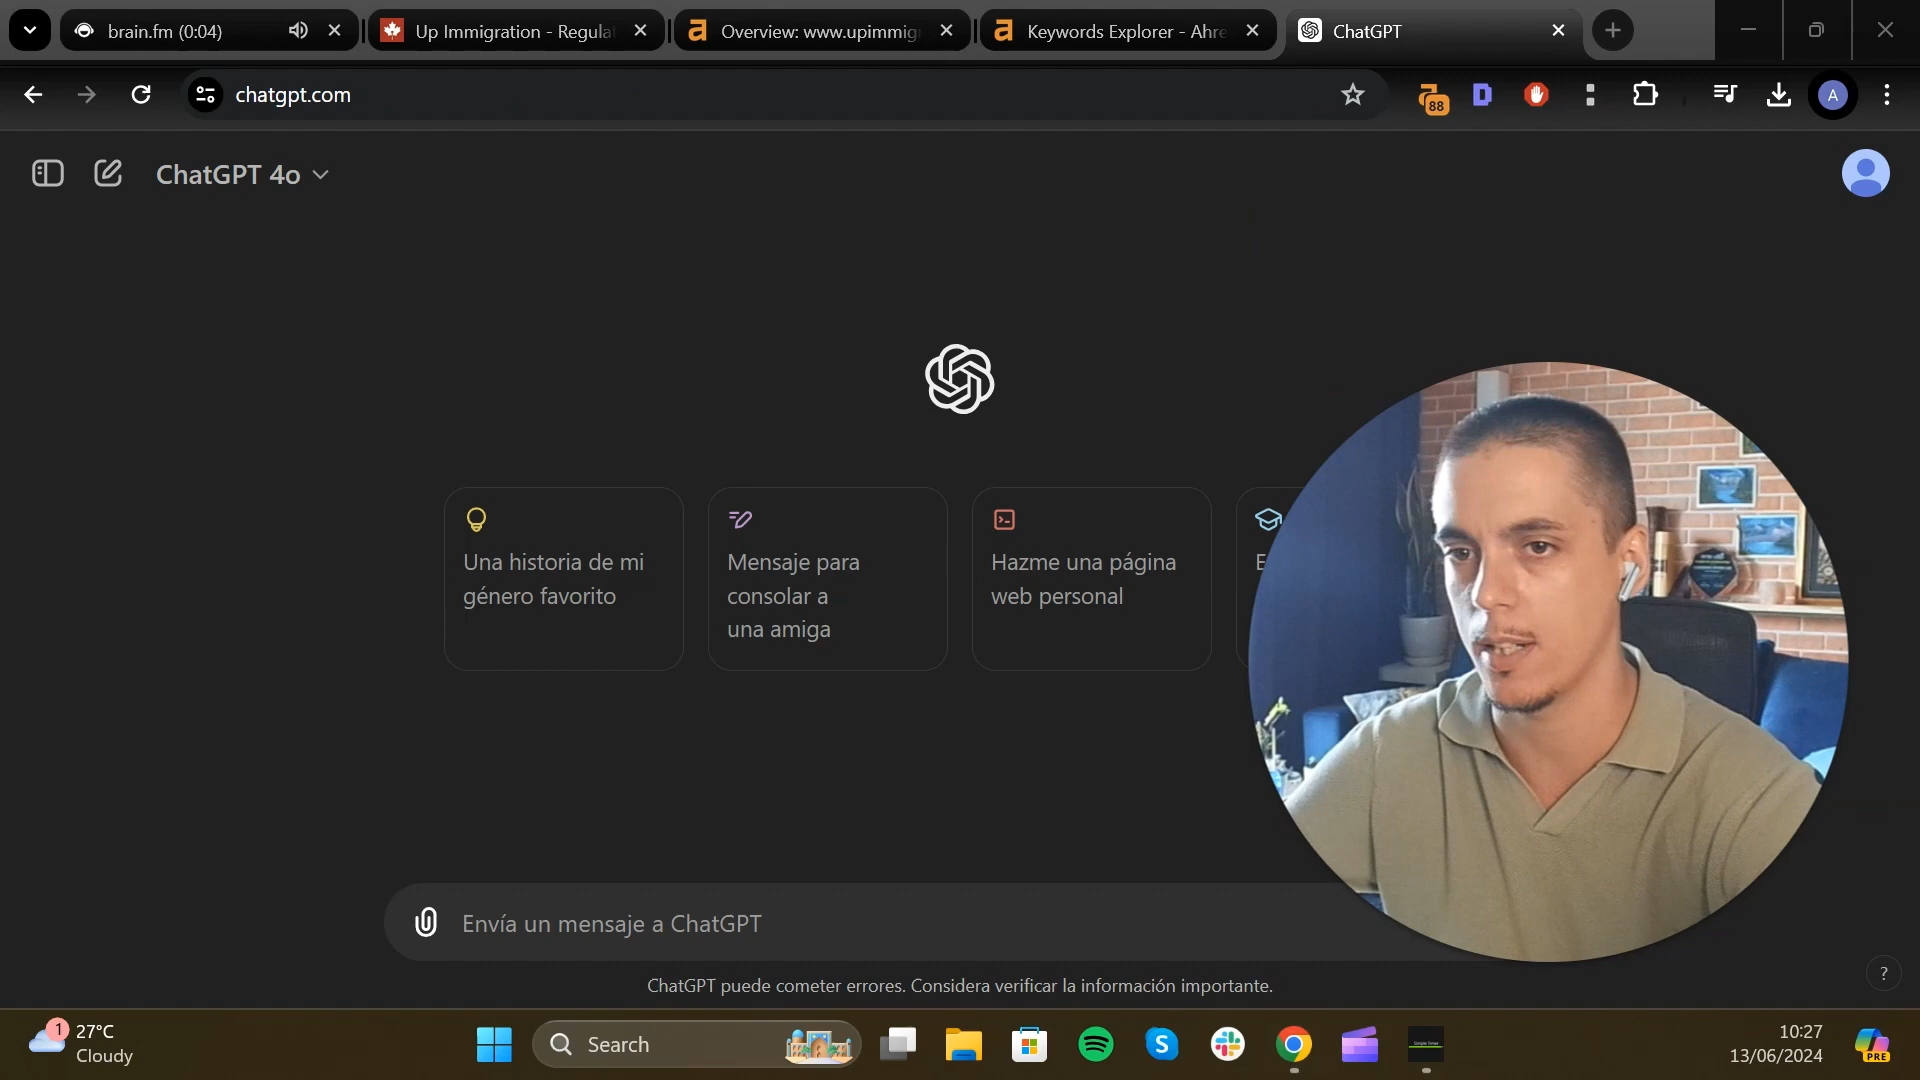 brain.fm (0:04)
Up Immigration - Regula
Overview: www.upimmig
Keywords Explorer - Ahre
ChatGPT
chatgpt.com
88
A
ChatGPT 4o
Una historia de mi
género favorito
Mensaje para
consolar a
una amiga
Hazme una página
web personal
E
Envía un mensaje a ChatGPT
ChatGPT puede cometer errores. Considera verificar la información importante.
?
1
27°C
Cloudy
Search
10:27
13/06/2024
PRE